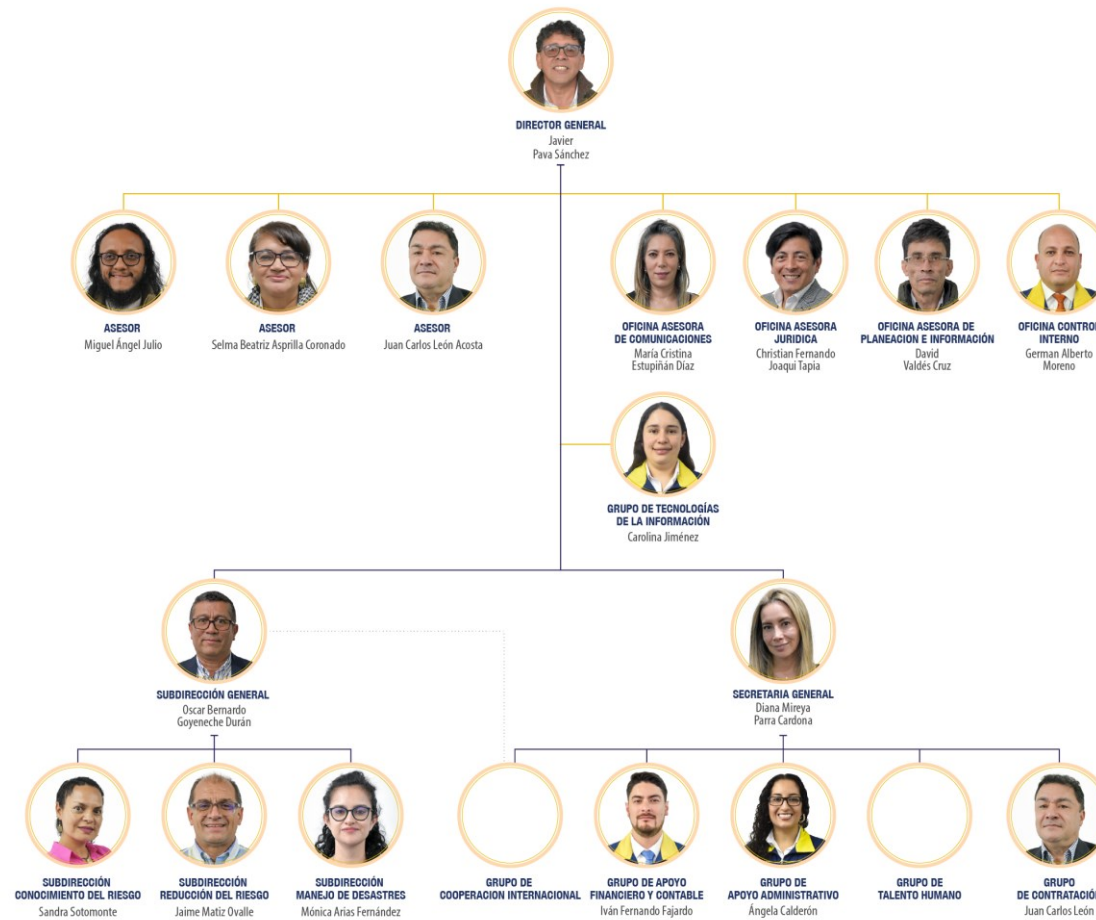 DIRECTOR GENERAL
Javier
Pava Sánchez
ASESOR
Miguel Ángel Julio
ASESOR
Selma Beatriz Asprilla Coronado
ASESOR
Juan Carlos León Acosta
OFICINA ASESORA
DE COMUNICACIONES
María Cristina
Estupiñán Díaz
OFICINA ASESORA
JURIDICA
Christian Fernando
Joaqui Tapia
OFICINA ASESORA DE
PLANEACION E INFORMACIÓN
David
Valdés Cruz
OFICINA CONTROL
INTERNO
German Alberto
Moreno
GRUPO DE TECNOLOGÍAS
DE LA INFORMACIÓN
Carolina Jiménez
SUBDIRECCIÓN GENERAL
Oscar Bernardo
Goyeneche Durán
SECRETARIA GENERAL
Diana Mireya
Parra Cardona
SUBDIRECCIÓN
CONOCIMIENTO DEL RIESGO
Sandra Sotomonte
SUBDIRECCIÓN
REDUCCIÓN DEL RIESGO
Jaime Matiz Ovalle
SUBDIRECCIÓN
MANEJO DE DESASTRES
Mónica Arias Fernández
GRUPO DE
COOPERACION INTERNACIONAL
GRUPO DE APOYO
FINANCIERO Y CONTABLE
Iván Fernando Fajardo
GRUPO DE
APOYO ADMINISTRATIVO
Ángela Calderón
GRUPO DE
TALENTO HUMANO
GRUPO
DE CONTRATACIÓN
Juan Carlos León